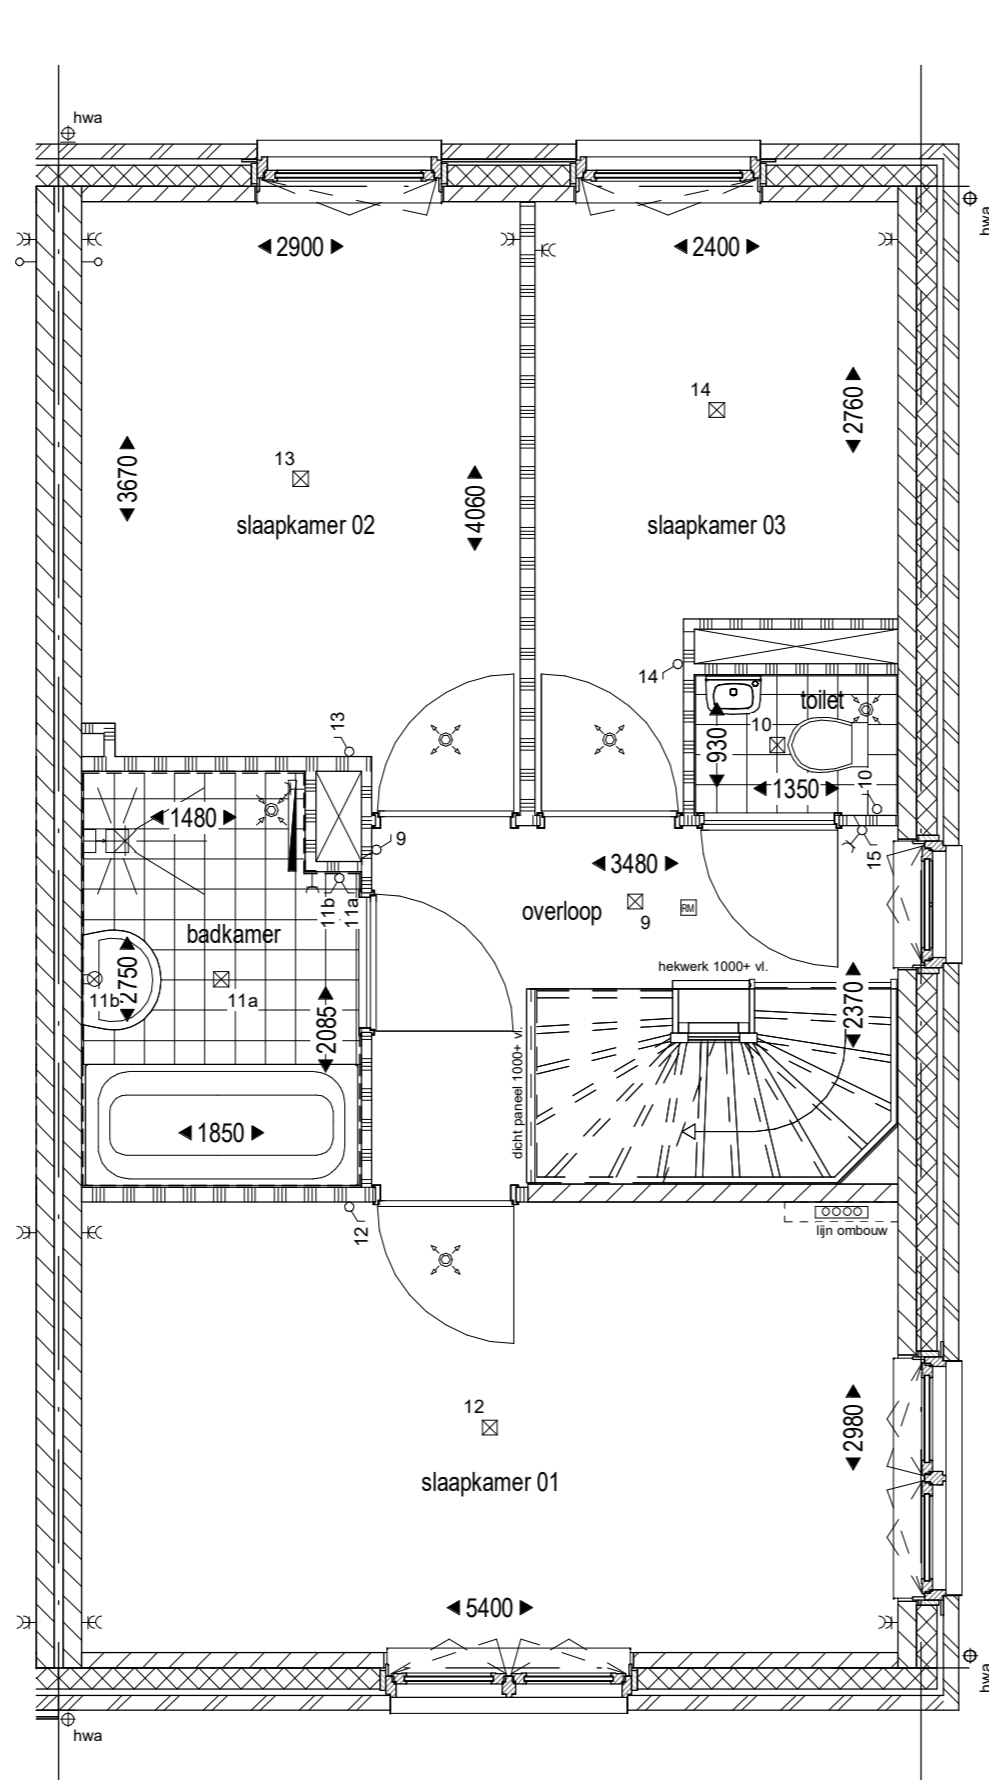 hwa
hwa
2900
2400
14
2760
13
3670
4060
slaapkamer 02
slaapkamer 03
14
toilet
10
930
1350
10
13
1480
9
3480
15
11b
11a
overloop
9
RM
badkamer
hekwerk 1000+ vl.
11b
2750
11a
2085
2370
dicht paneel 1000+ vl.
1850
12
lijn ombouw
12
2980
slaapkamer 01
5400
hwa
hwa